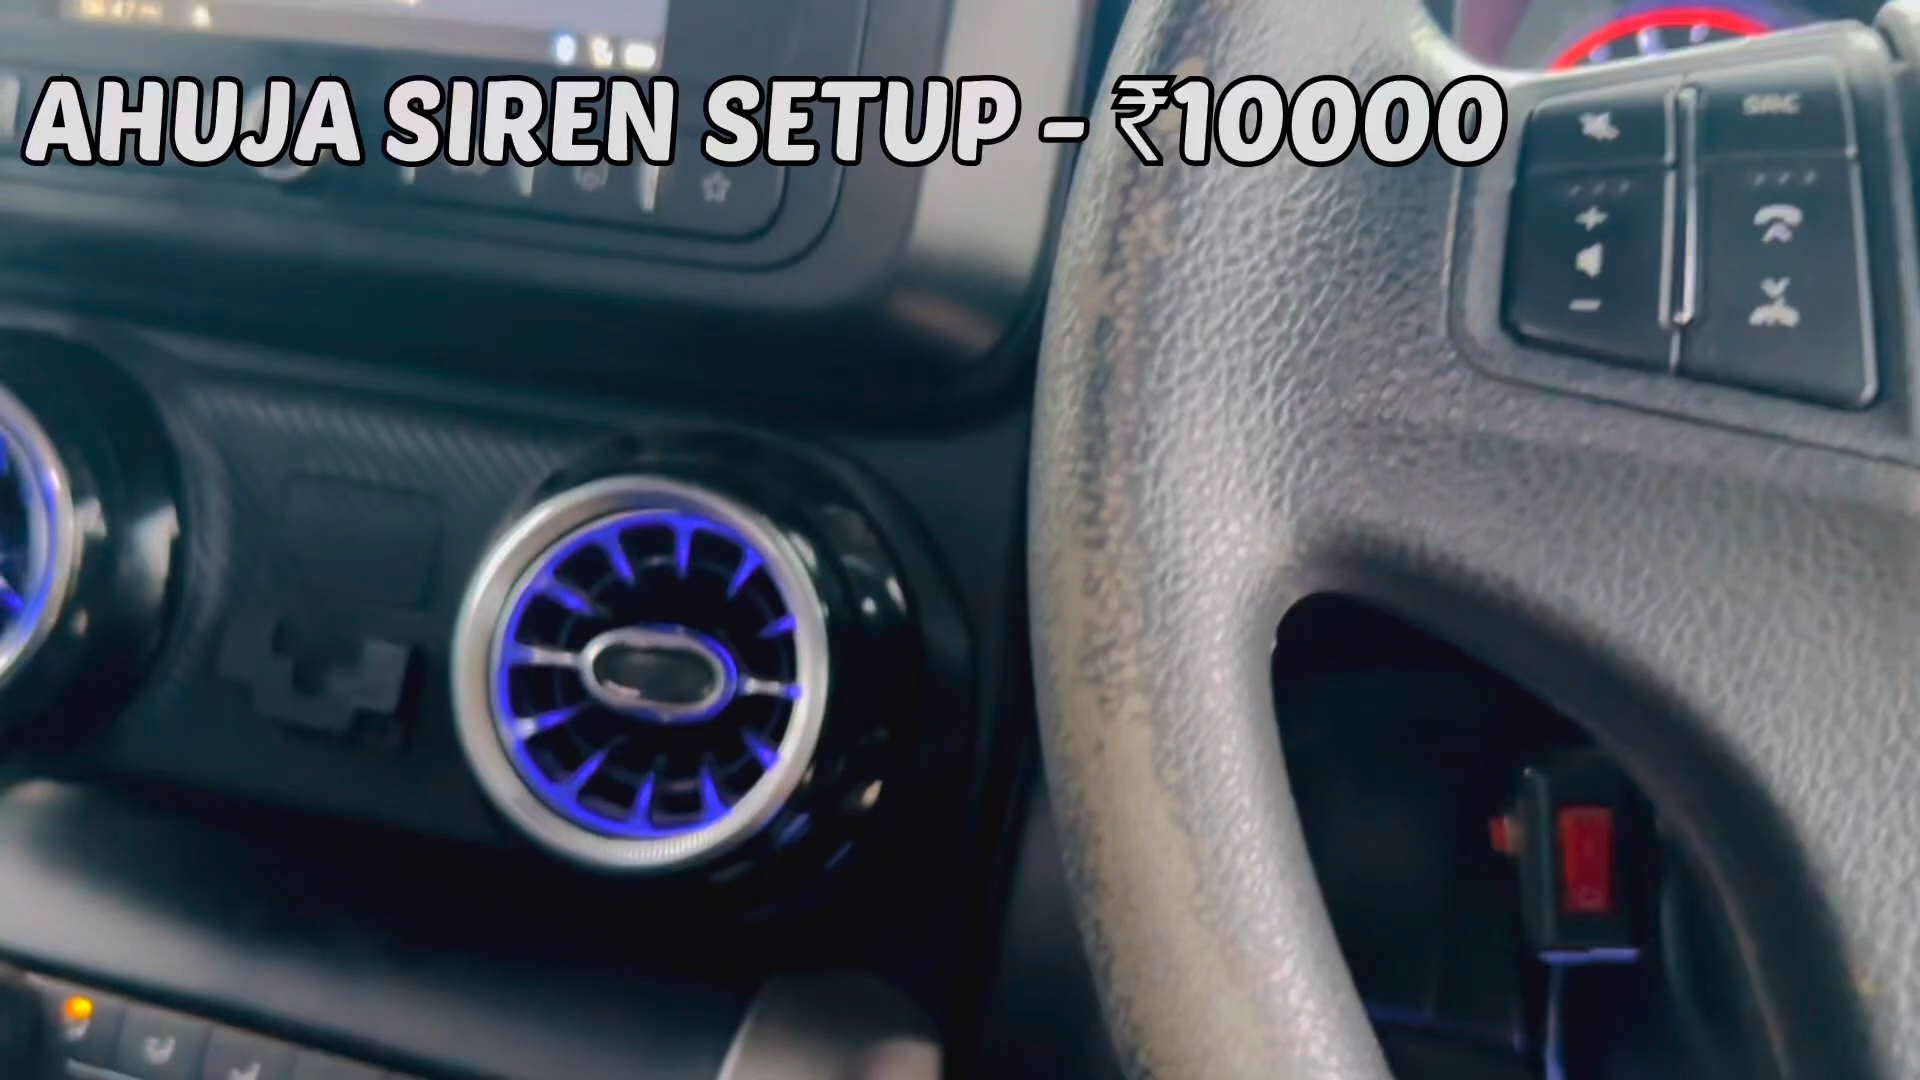 AHUJA SIREN SETUP - ₹10000
SRC